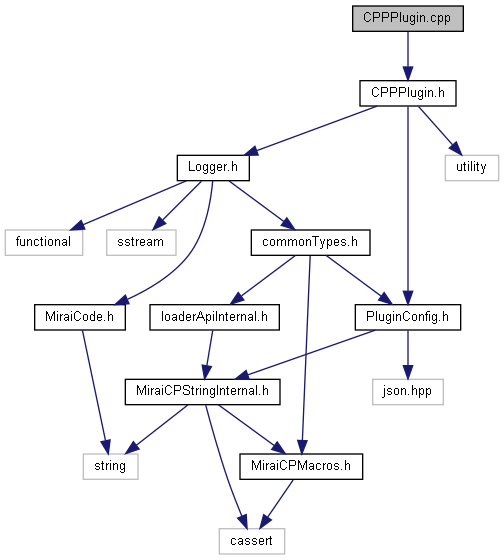 CPPPlugin.cpp
CPPPlugin.h
Logger.h
utility
functional
sstream
commonTypes.h
MiraiCode.h
loaderApiInternal.h
PluginConfig.h
MiraiCPStringInternal.h
json.hpp
string
MiraiCPMacros.h
cassert